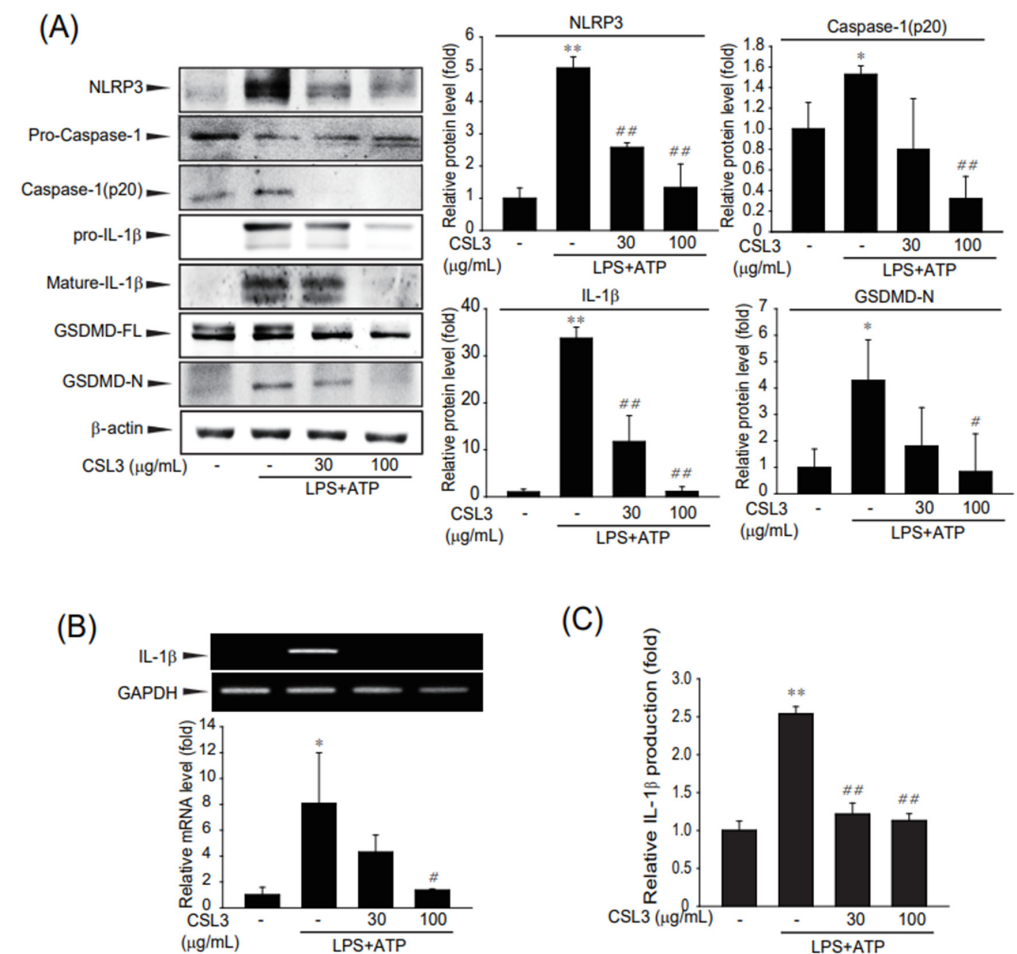 (A)
NLRP3
Pro-Caspase-1
Caspase-1(p20)
pro-IL-1β
Mature-IL-1β
GSDMD-FL
GSDMD-N
β-actin
CSL3 (μg/mL) - - 30 100
LPS+ATP
NLRP3
Relative protein level (fold)
6
5
4
3
2
1
0
**
##
##
CSL3 - - 30 100
(μg/mL)
LPS+ATP
Caspase-1(p20)
Relative protein level (fold)
1.8
1.6
1.4
1.2
1.0
0.8
0.6
0.4
0.2
0
*
##
CSL3 - - 30 100
(μg/mL)
LPS+ATP
IL-1β
Relative protein level (fold)
40
30
20
10
0
**
##
##
CSL3 - - 30 100
(μg/mL)
LPS+ATP
GSDMD-N
Relative protein level (fold)
7
6
5
4
3
2
1
0
*
#
CSL3 - - 30 100
(μg/mL)
LPS+ATP
(B)
IL-1β
GAPDH
Relative mRNA level (fold)
14
12
10
8
6
4
2
0
*
#
CSL3 - - 30 100
(μg/mL)
LPS+ATP
(C)
Relative IL-1β production (fold)
3.0
2.5
2.0
1.5
1.0
0.5
0
**
##
##
CSL3 (μg/mL) - - 30 100
LPS+ATP